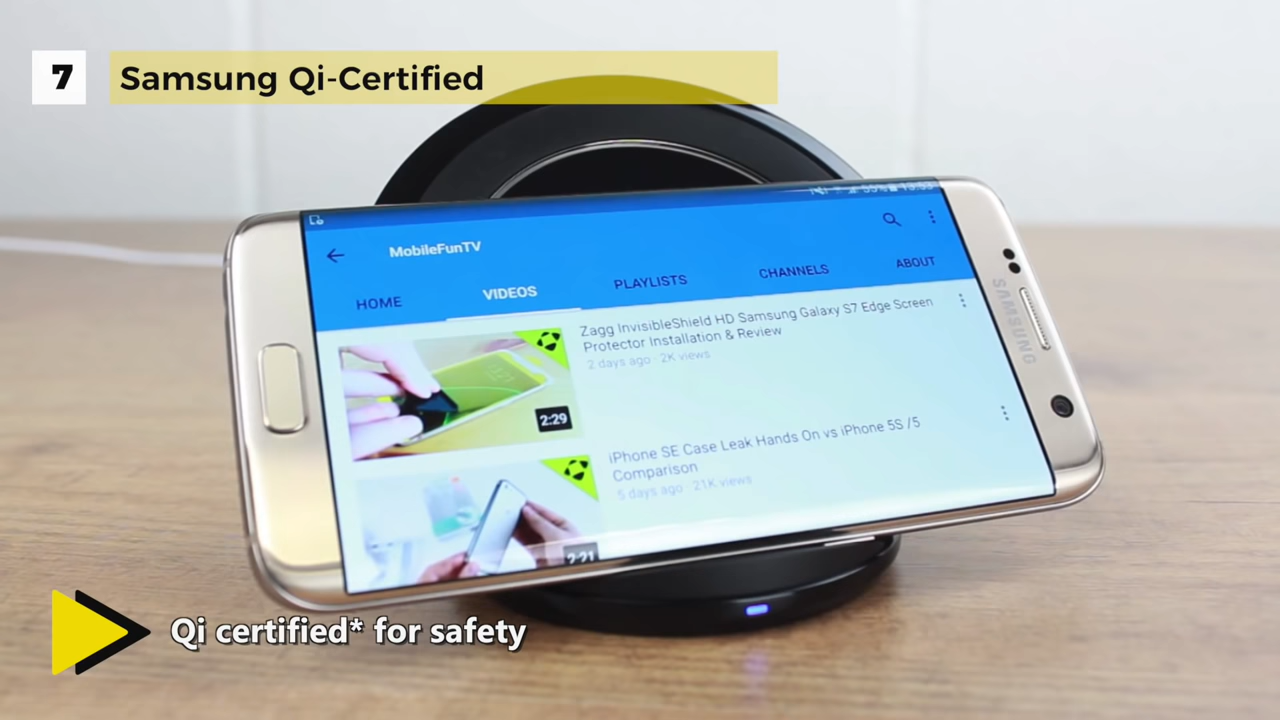 7
Samsung Qi-Certified
MobileFunTV
HOME
VIDEOS
PLAYLISTS
CHANNELS
ABOUT
Zagg InvisibleShield HD Samsung Galaxy S7 Edge Screen
Protector Installation & Review
2 days ago · 2K views
2:29
iPhone SE Case Leak Hands On vs iPhone 5S /5
Comparison
5 days ago · 21K views
2:21
SAMSUNG
Qi certified* for safety